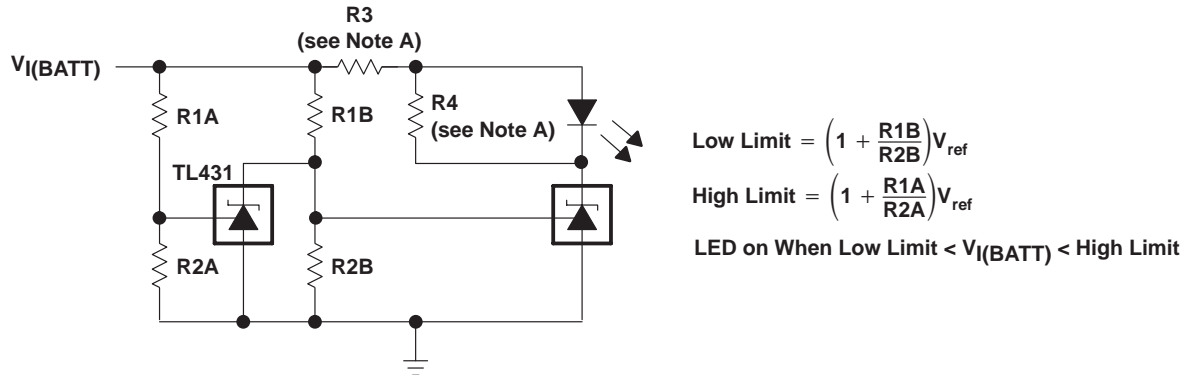 R3
(see Note A)
VI(BATT)
R1A
R1B
R4
(see Note A)
TL431
R2A
R2B
Low Limit = (1 + R1B/R2B)Vref
High Limit = (1 + R1A/R2A)Vref
LED on When Low Limit < VI(BATT) < High Limit